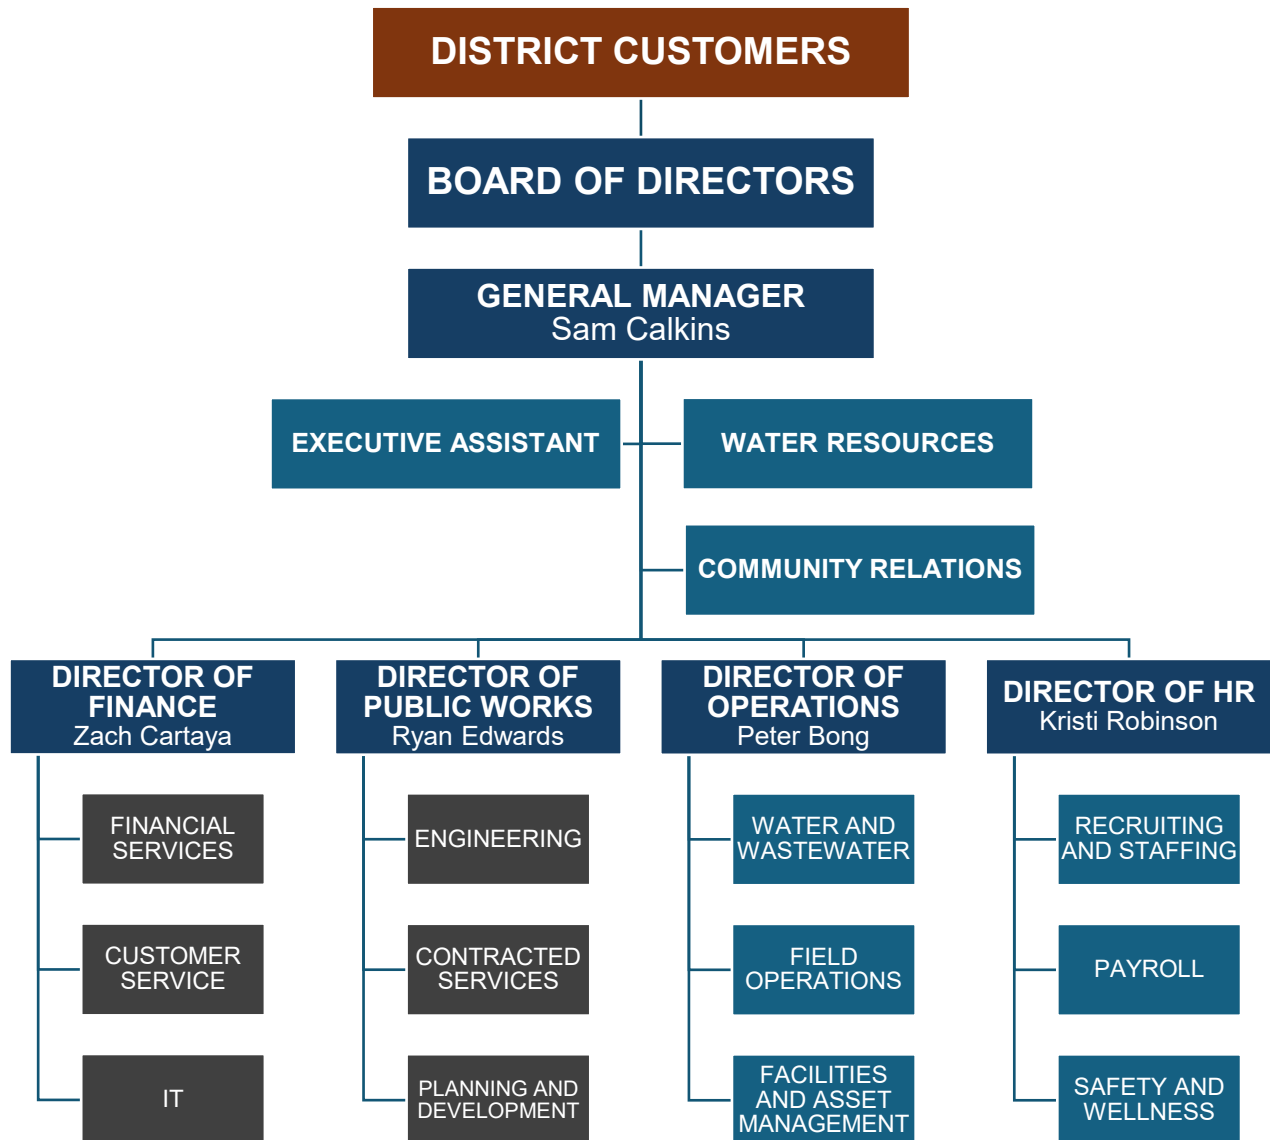 DISTRICT CUSTOMERS
BOARD OF DIRECTORS
GENERAL MANAGER
Sam Calkins
EXECUTIVE ASSISTANT
WATER RESOURCES
COMMUNITY RELATIONS
DIRECTOR OF
FINANCE
Zach Cartaya
DIRECTOR OF
PUBLIC WORKS
Ryan Edwards
DIRECTOR OF
OPERATIONS
Peter Bong
DIRECTOR OF HR
Kristi Robinson
FINANCIAL
SERVICES
ENGINEERING
WATER AND
WASTEWATER
RECRUITING
AND STAFFING
CUSTOMER
SERVICE
CONTRACTED
SERVICES
FIELD
OPERATIONS
PAYROLL
IT
PLANNING AND
DEVELOPMENT
FACILITIES
AND ASSET
MANAGEMENT
SAFETY AND
WELLNESS